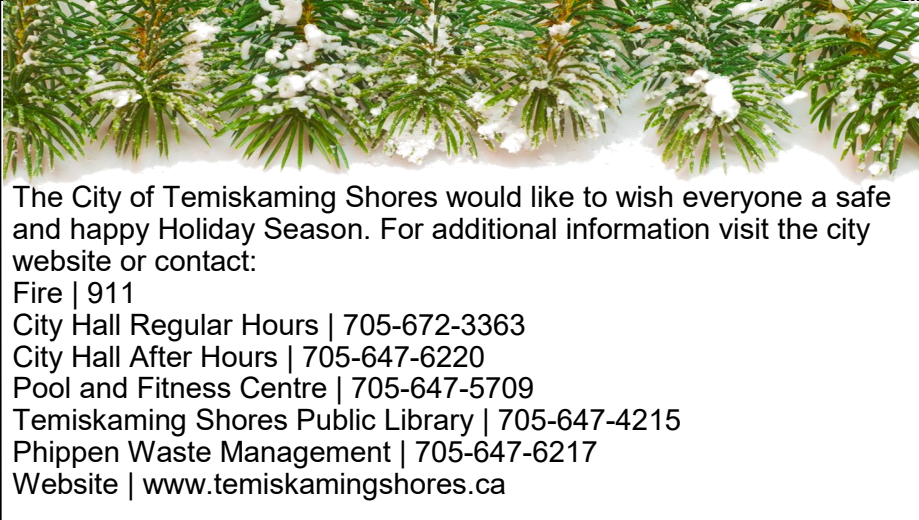 The City of Temiskaming Shores would like to wish everyone a safe
and happy Holiday Season. For additional information visit the city
website or contact:
Fire | 911
City Hall Regular Hours | 705-672-3363
City Hall After Hours | 705-647-6220
Pool and Fitness Centre | 705-647-5709
Temiskaming Shores Public Library | 705-647-4215
Phippen Waste Management | 705-647-6217
Website | www.temiskamingshores.ca